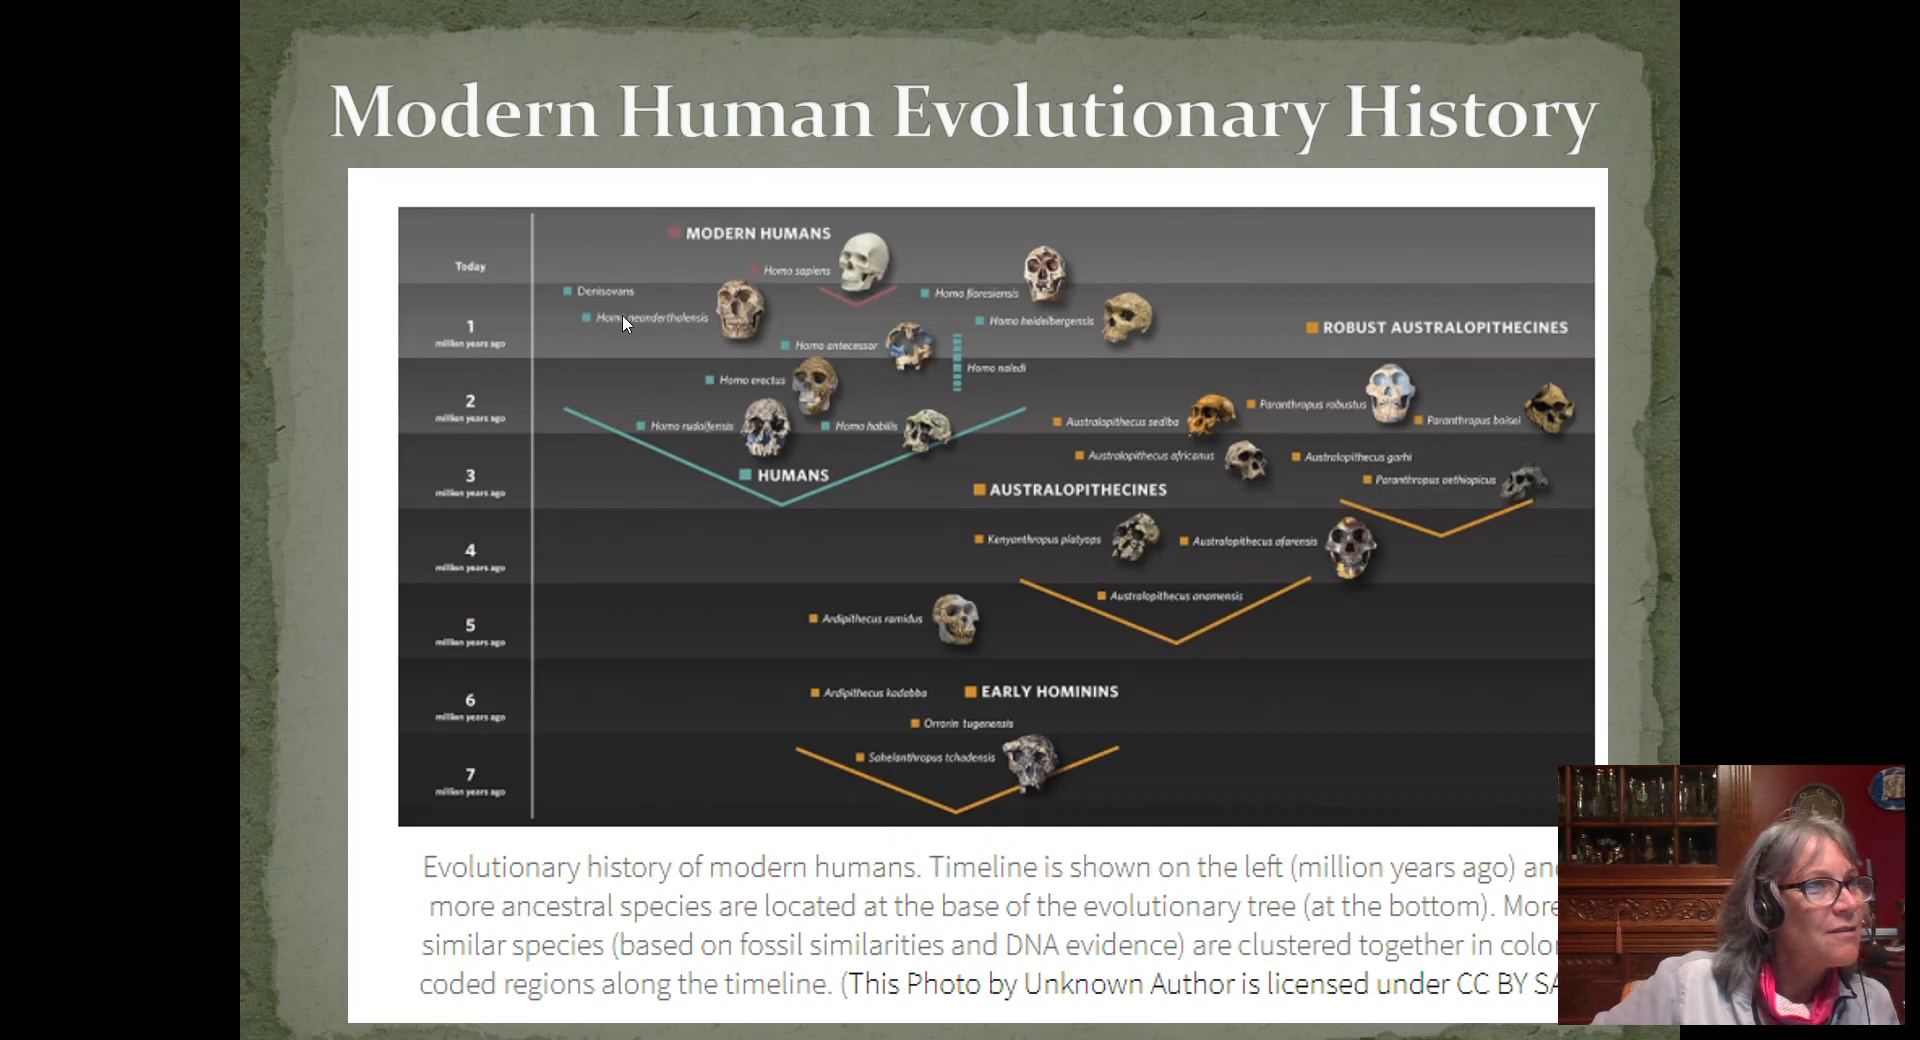 Modern Human Evolutionary History
MODERN HUMANS
Today
Homo sapiens
Denisovans
Homo floresiensis
Homo neanderthalensis
Homo heidelbergensis
1
million years ago
ROBUST AUSTRALOPITHECINES
Homo antecessor
Homo naledi
Homo erectus
2
million years ago
Paranthropus robustus
Australopithecus sediba
Paranthropus boisei
Homo rudolfensis
Homo habilis
Australopithecus africanus
Australopithecus garhi
3
million years ago
HUMANS
Paranthropus aethiopicus
AUSTRALOPITHECINES
Kenyanthropus platyops
Australopithecus afarensis
4
million years ago
Australopithecus anamensis
Ardipithecus ramidus
5
million years ago
Ardipithecus kadabba
EARLY HOMININS
6
million years ago
Orrorin tugenensis
Sahelanthropus tchadensis
7
million years ago
Evolutionary history of modern humans. Timeline is shown on the left (million years ago) an
more ancestral species are located at the base of the evolutionary tree (at the bottom). More
similar species (based on fossil similarities and DNA evidence) are clustered together in colo
coded regions along the timeline. (This Photo by Unknown Author is licensed under CC BY SA